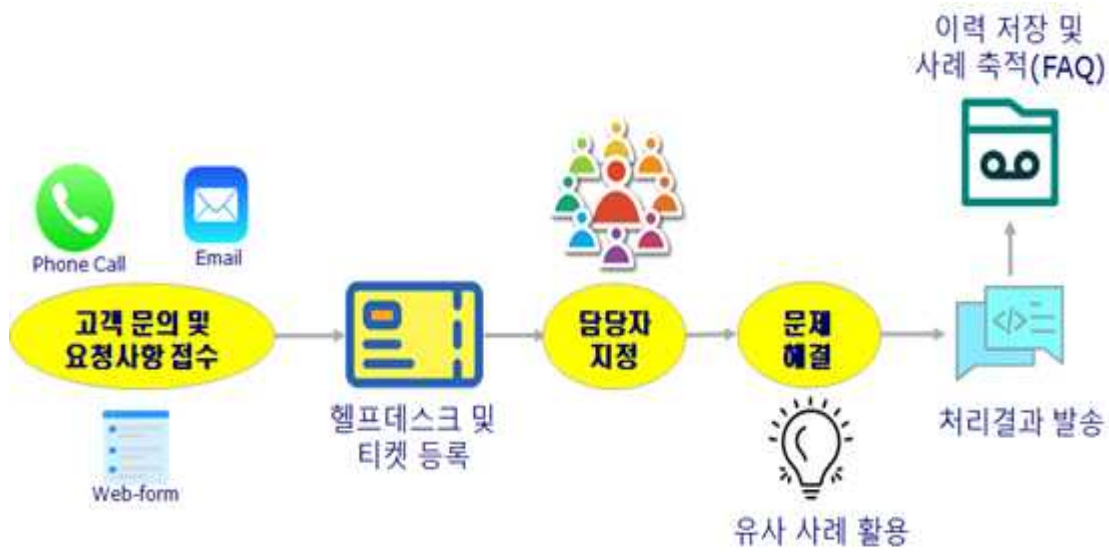 Phone Call
Email
고객 문의 및
요청사항 접수
Web-form
헬프데스크 및
티켓 등록
담당자
지정
문제
해결
유사 사례 활용
</>
처리결과 발송
이력 저장 및
사례 축적(FAQ)